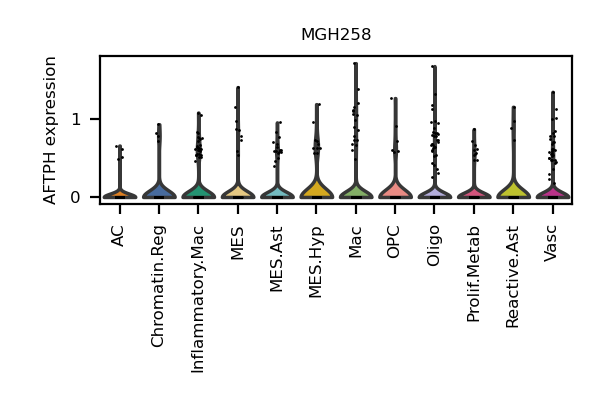 MGH258
AFTPH expression
1
0
AC
Chromatin.Reg
Inflammatory.Mac
MES
MES.Ast
MES.Hyp
Mac
OPC
Oligo
Prolif.Metab
Reactive.Ast
Vasc